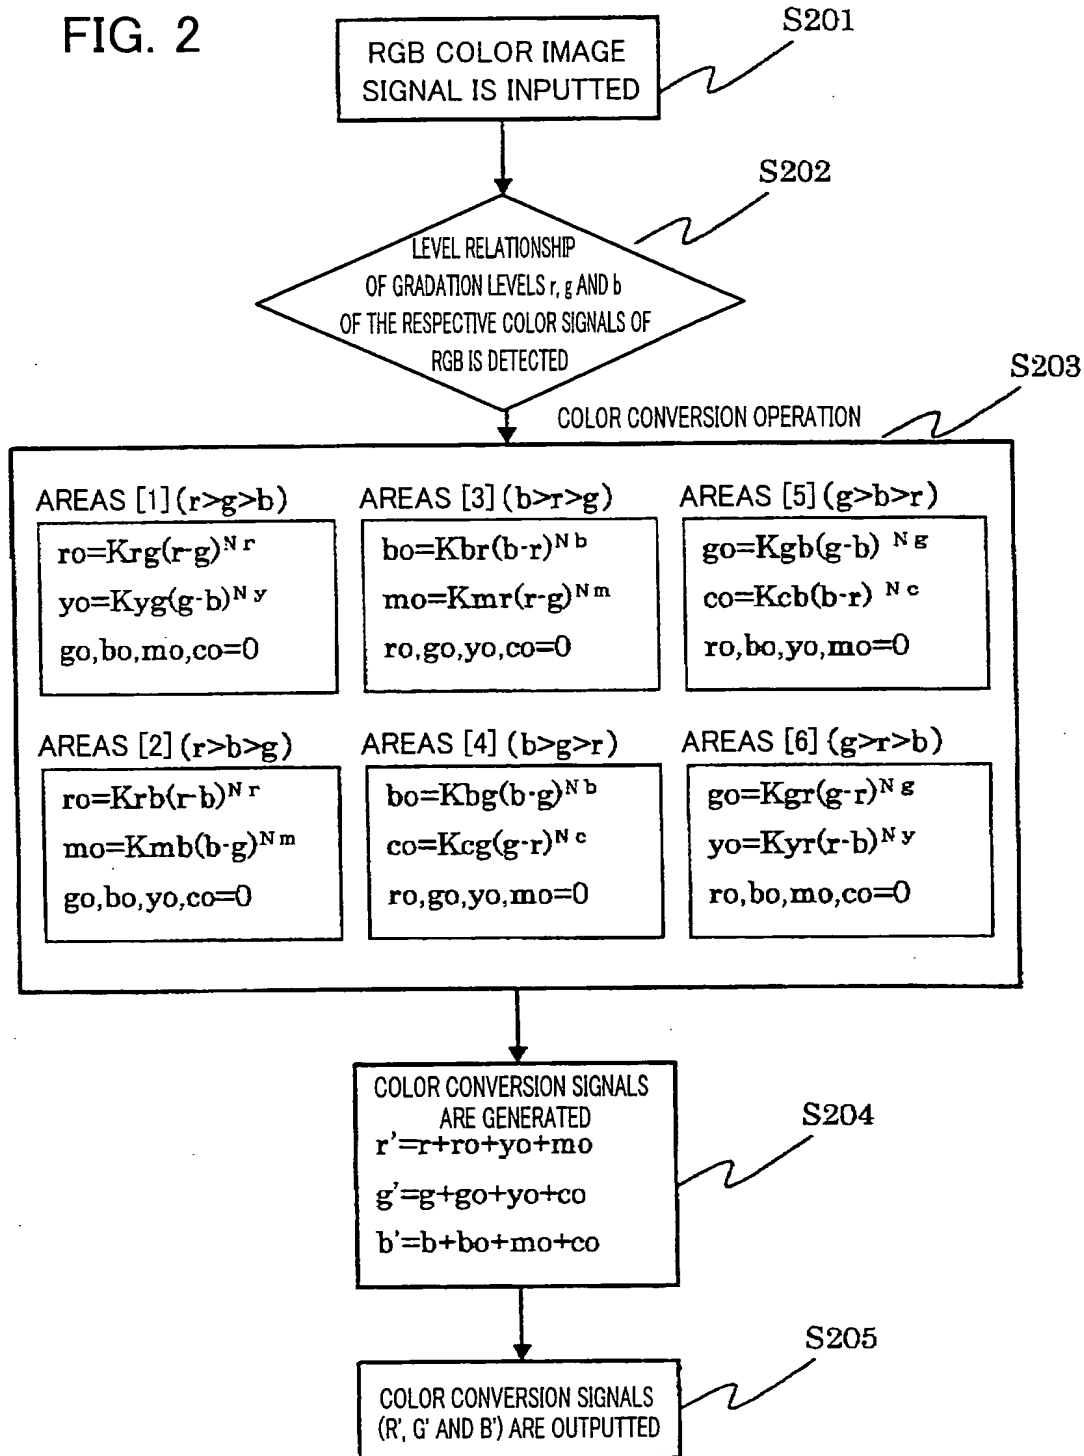 FIG. 2
RGB COLOR IMAGE
SIGNAL IS INPUTTED
S201
S202
LEVEL RELATIONSHIP
OF GRADATION LEVELS r, g AND b
OF THE RESPECTIVE COLOR SIGNALS OF
RGB IS DETECTED
S203
COLOR CONVERSION OPERATION
AREAS [1] (r>g>b)
ro=Krg(r-g)^Nr
yo=Kyg(g-b)^Ny
go,bo,mo,co=0
AREAS [3] (b>r>g)
bo=Kbr(b-r)^Nb
mo=Kmr(r-g)^Nm
ro,go,yo,co=0
AREAS [5] (g>b>r)
go=Kgb(g-b)^Ng
co=Kcb(b-r)^Nc
ro,bo,yo,mo=0
AREAS [2] (r>b>g)
ro=Krb(r-b)^Nr
mo=Kmb(b-g)^Nm
go,bo,yo,co=0
AREAS [4] (b>g>r)
bo=Kbg(b-g)^Nb
co=Kcg(g-r)^Nc
ro,go,yo,mo=0
AREAS [6] (g>r>b)
go=Kgr(g-r)^Ng
yo=Kyr(r-b)^Ny
ro,bo,mo,co=0
COLOR CONVERSION SIGNALS
ARE GENERATED
r'=r+ro+yo+mo
g'=g+go+yo+co
b'=b+bo+mo+co
S204
S205
COLOR CONVERSION SIGNALS
(R', G' AND B') ARE OUTPUTTED